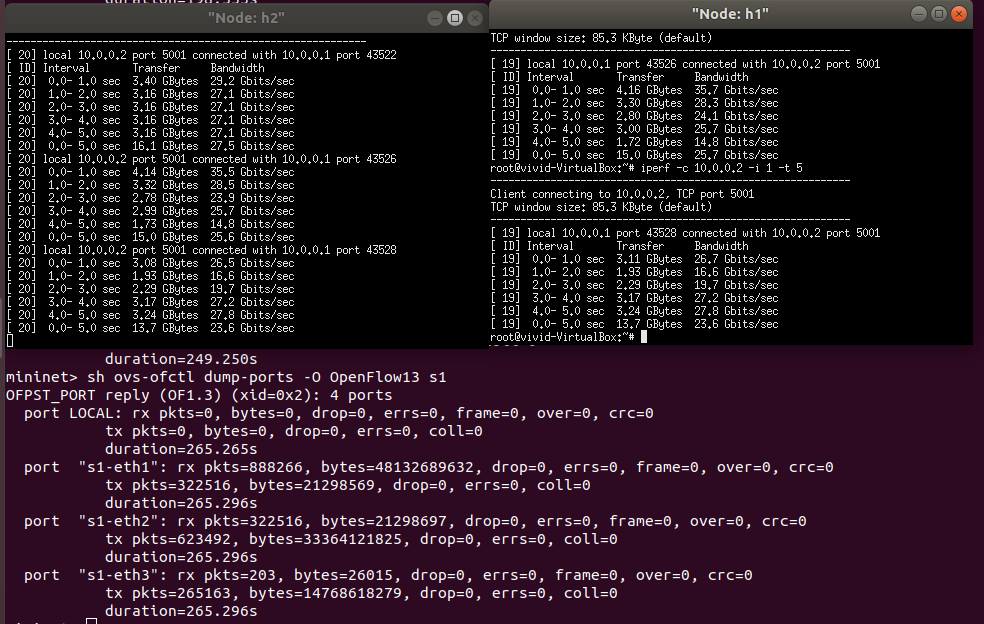 duration=198.553s
"Node: h2"
------------------------------------------------------------
[ 20] local 10.0.0.2 port 5001 connected with 10.0.0.1 port 43522
[ ID] Interval       Transfer     Bandwidth
[ 20]  0.0- 1.0 sec  3.40 GBytes  29.2 Gbits/sec
[ 20]  1.0- 2.0 sec  3.16 GBytes  27.1 Gbits/sec
[ 20]  2.0- 3.0 sec  3.16 GBytes  27.1 Gbits/sec
[ 20]  3.0- 4.0 sec  3.16 GBytes  27.1 Gbits/sec
[ 20]  4.0- 5.0 sec  3.16 GBytes  27.1 Gbits/sec
[ 20]  0.0- 5.0 sec  16.1 GBytes  27.5 Gbits/sec
[ 20] local 10.0.0.2 port 5001 connected with 10.0.0.1 port 43526
[ 20]  0.0- 1.0 sec  4.14 GBytes  35.5 Gbits/sec
[ 20]  1.0- 2.0 sec  3.32 GBytes  28.5 Gbits/sec
[ 20]  2.0- 3.0 sec  2.78 GBytes  23.9 Gbits/sec
[ 20]  3.0- 4.0 sec  2.99 GBytes  25.7 Gbits/sec
[ 20]  4.0- 5.0 sec  1.73 GBytes  14.8 Gbits/sec
[ 20]  0.0- 5.0 sec  15.0 GBytes  25.6 Gbits/sec
[ 20] local 10.0.0.2 port 5001 connected with 10.0.0.1 port 43528
[ 20]  0.0- 1.0 sec  3.08 GBytes  26.5 Gbits/sec
[ 20]  1.0- 2.0 sec  1.93 GBytes  16.6 Gbits/sec
[ 20]  2.0- 3.0 sec  2.29 GBytes  19.7 Gbits/sec
[ 20]  3.0- 4.0 sec  3.17 GBytes  27.2 Gbits/sec
[ 20]  4.0- 5.0 sec  3.24 GBytes  27.8 Gbits/sec
[ 20]  0.0- 5.0 sec  13.7 GBytes  23.6 Gbits/sec
"Node: h1"
TCP window size: 85.3 KByte (default)
------------------------------------------------------------
[ 19] local 10.0.0.1 port 43526 connected with 10.0.0.2 port 5001
[ ID] Interval       Transfer     Bandwidth
[ 19]  0.0- 1.0 sec  4.16 GBytes  35.7 Gbits/sec
[ 19]  1.0- 2.0 sec  3.30 GBytes  28.3 Gbits/sec
[ 19]  2.0- 3.0 sec  2.80 GBytes  24.1 Gbits/sec
[ 19]  3.0- 4.0 sec  3.00 GBytes  25.7 Gbits/sec
[ 19]  4.0- 5.0 sec  1.72 GBytes  14.8 Gbits/sec
[ 19]  0.0- 5.0 sec  15.0 GBytes  25.7 Gbits/sec
root@vivid-VirtualBox:~# iperf -c 10.0.0.2 -i 1 -t 5
------------------------------------------------------------
Client connecting to 10.0.0.2, TCP port 5001
TCP window size: 85.3 KByte (default)
------------------------------------------------------------
[ 19] local 10.0.0.1 port 43528 connected with 10.0.0.2 port 5001
[ ID] Interval       Transfer     Bandwidth
[ 19]  0.0- 1.0 sec  3.11 GBytes  26.7 Gbits/sec
[ 19]  1.0- 2.0 sec  1.93 GBytes  16.6 Gbits/sec
[ 19]  2.0- 3.0 sec  2.29 GBytes  19.7 Gbits/sec
[ 19]  3.0- 4.0 sec  3.17 GBytes  27.2 Gbits/sec
[ 19]  4.0- 5.0 sec  3.24 GBytes  27.8 Gbits/sec
[ 19]  0.0- 5.0 sec  13.7 GBytes  23.6 Gbits/sec
root@vivid-VirtualBox:~#
duration=249.250s
mininet> sh ovs-ofctl dump-ports -O OpenFlow13 s1
OFPST_PORT reply (OF1.3) (xid=0x2): 4 ports
port LOCAL: rx pkts=0, bytes=0, drop=0, errs=0, frame=0, over=0, crc=0
tx pkts=0, bytes=0, drop=0, errs=0, coll=0
duration=265.265s
port  "s1-eth1": rx pkts=888266, bytes=48132689632, drop=0, errs=0, frame=0, over=0, crc=0
tx pkts=322516, bytes=21298569, drop=0, errs=0, coll=0
duration=265.296s
port  "s1-eth2": rx pkts=322516, bytes=21298697, drop=0, errs=0, frame=0, over=0, crc=0
tx pkts=623492, bytes=33364121825, drop=0, errs=0, coll=0
duration=265.296s
port  "s1-eth3": rx pkts=203, bytes=26015, drop=0, errs=0, frame=0, over=0, crc=0
tx pkts=265163, bytes=14768618279, drop=0, errs=0, coll=0
duration=265.296s